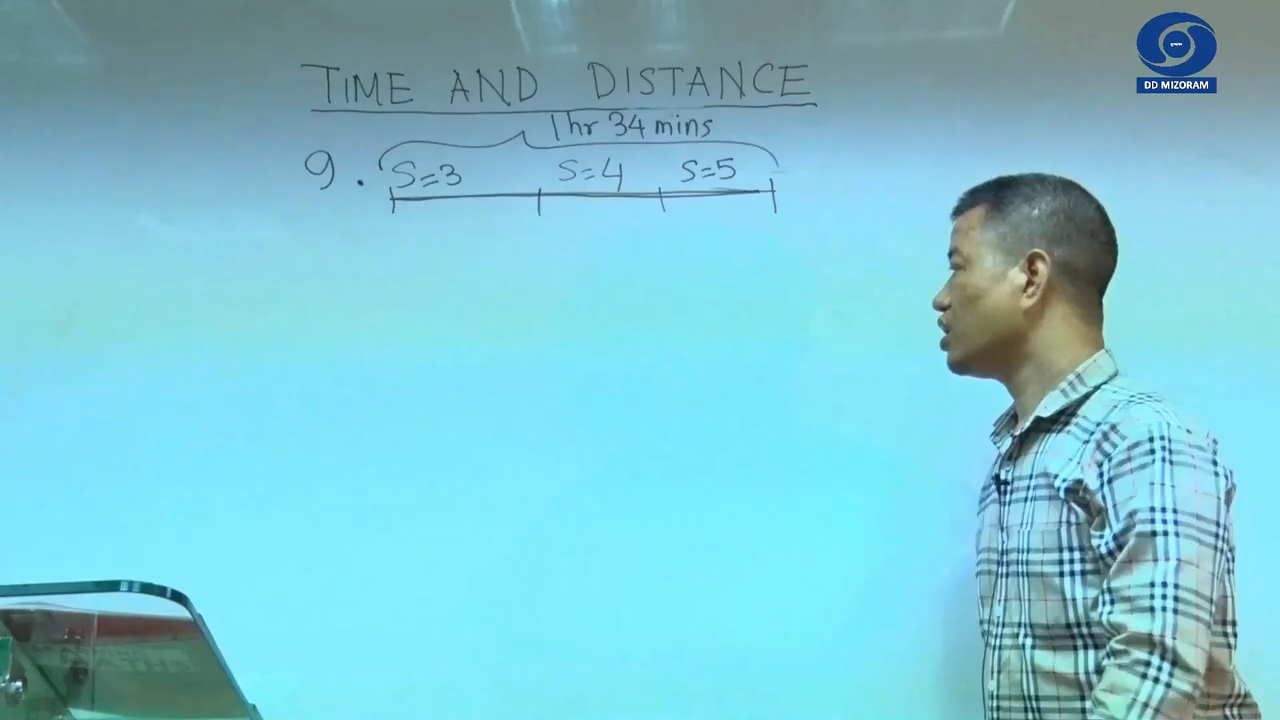 DD MIZORAM
TIME AND DISTANCE
1 hr 34 mins
9. S=3 S=4 S=5